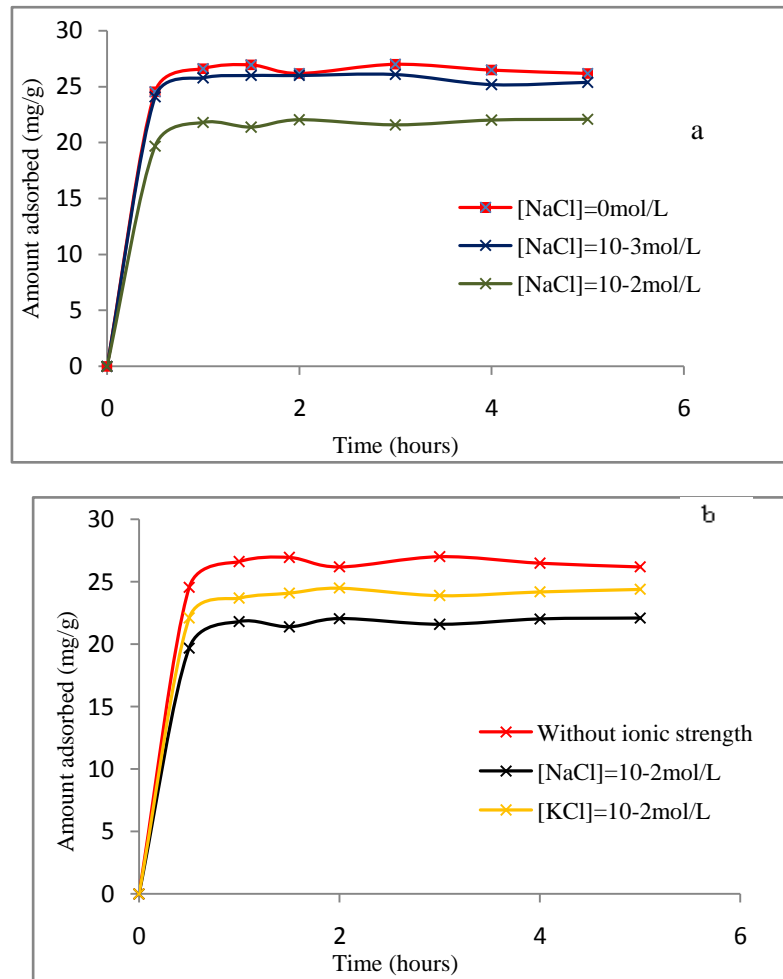 30
25
20
15
10
5
0
Amount adsorbed (mg/g)
a
[NaCl]=0mol/L
[NaCl]=10-3mol/L
[NaCl]=10-2mol/L
0 2 4 6
Time (hours)
b
30
25
20
15
10
5
0
Amount adsorbed (mg/g)
Without ionic strength
[NaCl]=10-2mol/L
[KCl]=10-2mol/L
0 2 4 6
Time (hours)